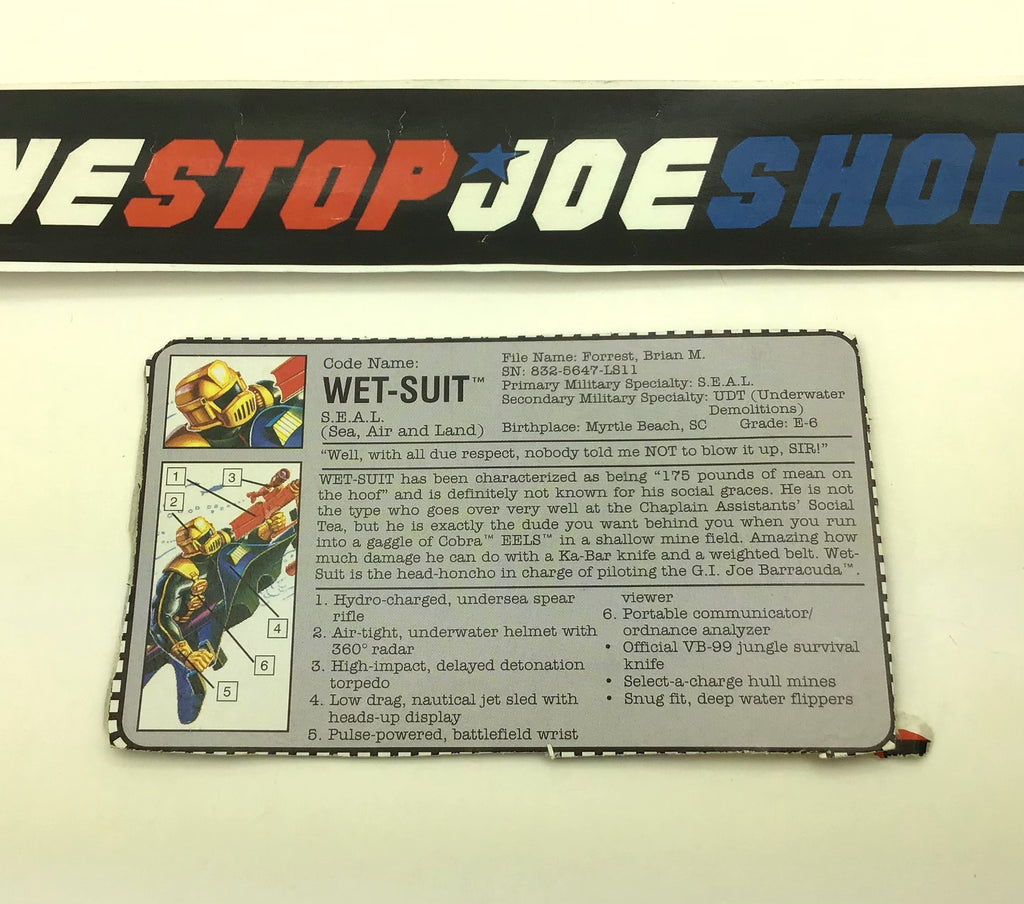 NESTOP★JOESHOP
Code Name:
WET-SUIT™
S.E.A.L.
(Sea, Air and Land)
File Name: Forrest, Brian M.
SN: 832-5647-LS11
Primary Military Specialty: S.E.A.L.
Secondary Military Specialty: UDT (Underwater
Demolitions)
Birthplace: Myrtle Beach, SC Grade: E-6
"Well, with all due respect, nobody told me NOT to blow it up, SIR!"
WET-SUIT has been characterized as being "175 pounds of mean on
the hoof" and is definitely not known for his social graces. He is not
the type who goes over very well at the Chaplain Assistants' Social
Tea, but he is exactly the dude you want behind you when you run
into a gaggle of Cobra™ EELS™ in a shallow mine field. Amazing how
much damage he can do with a Ka-Bar knife and a weighted belt. Wet-
Suit is the head-honcho in charge of piloting the G.I. Joe Barracuda™.
1
3
2
4
6
5
1. Hydro-charged, undersea spear
rifle
2. Air-tight, underwater helmet with
360° radar
3. High-impact, delayed detonation
torpedo
4. Low drag, nautical jet sled with
heads-up display
5. Pulse-powered, battlefield wrist
viewer
6. Portable communicator/
ordnance analyzer
• Official VB-99 jungle survival
knife
• Select-a-charge hull mines
• Snug fit, deep water flippers